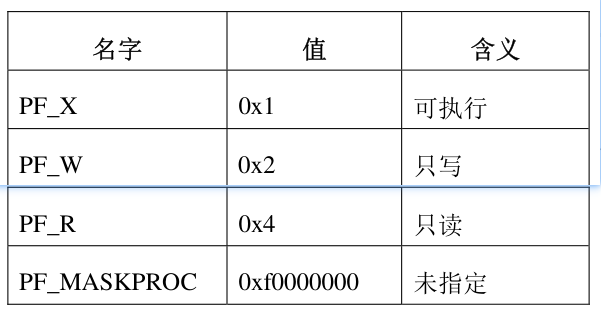 名字 值 含义
PF_X 0x1 可执行
PF_W 0x2 只写
PF_R 0x4 只读
PF_MASKPROC 0xf0000000 未指定